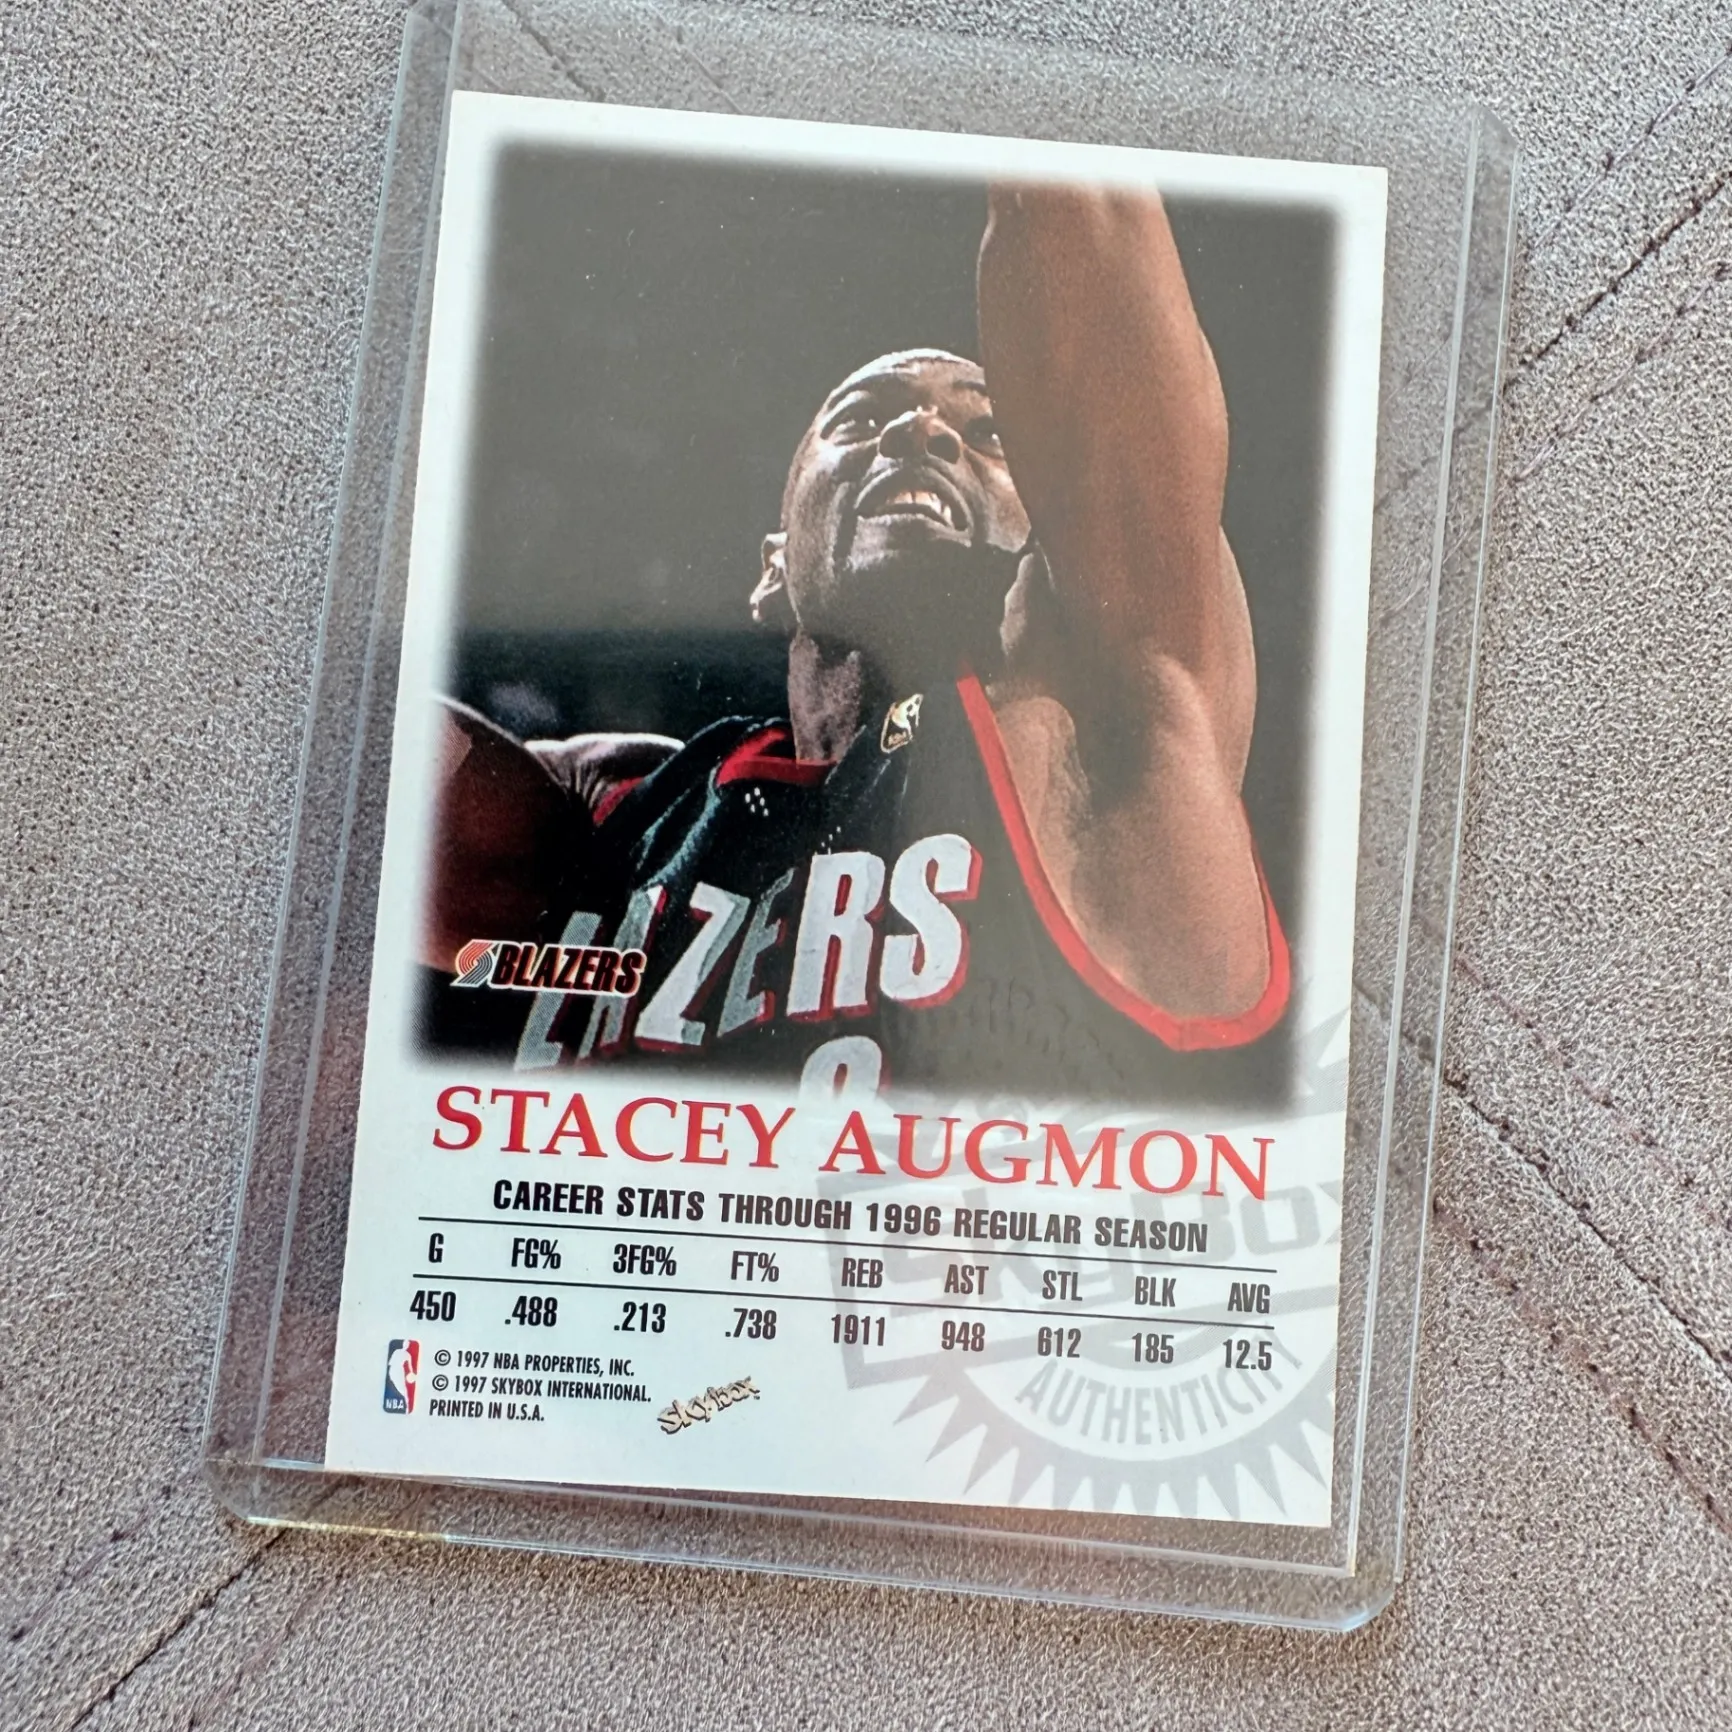 BLAZERS
LAZERS
STACEY AUGMON
CAREER STATS THROUGH 1996 REGULAR SEASON
G FG% 3FG% FT% REB AST STL BLK AVG
450 .488 .213 .738 1911 948 612 185 12.5
© 1997 NBA PROPERTIES, INC.
© 1997 SKYBOX INTERNATIONAL.
PRINTED IN U.S.A.
NBA
skybox
SKYBOX
AUTHENTICITY